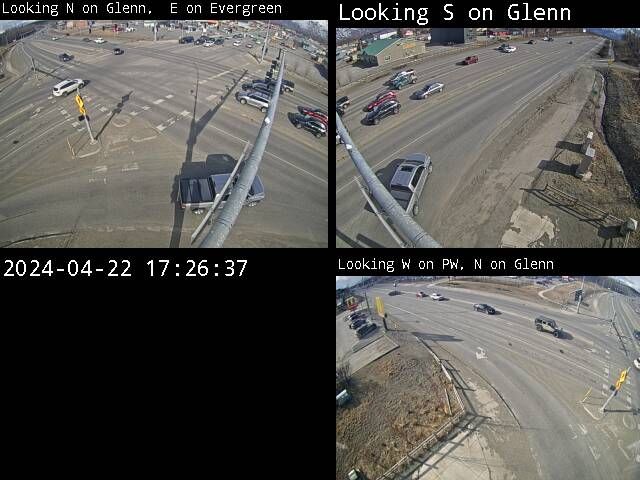 Looking N on Glenn, E on Evergreen
Looking S on Glenn
2024-04-22 17:26:37
Looking W on PW, N on Glenn